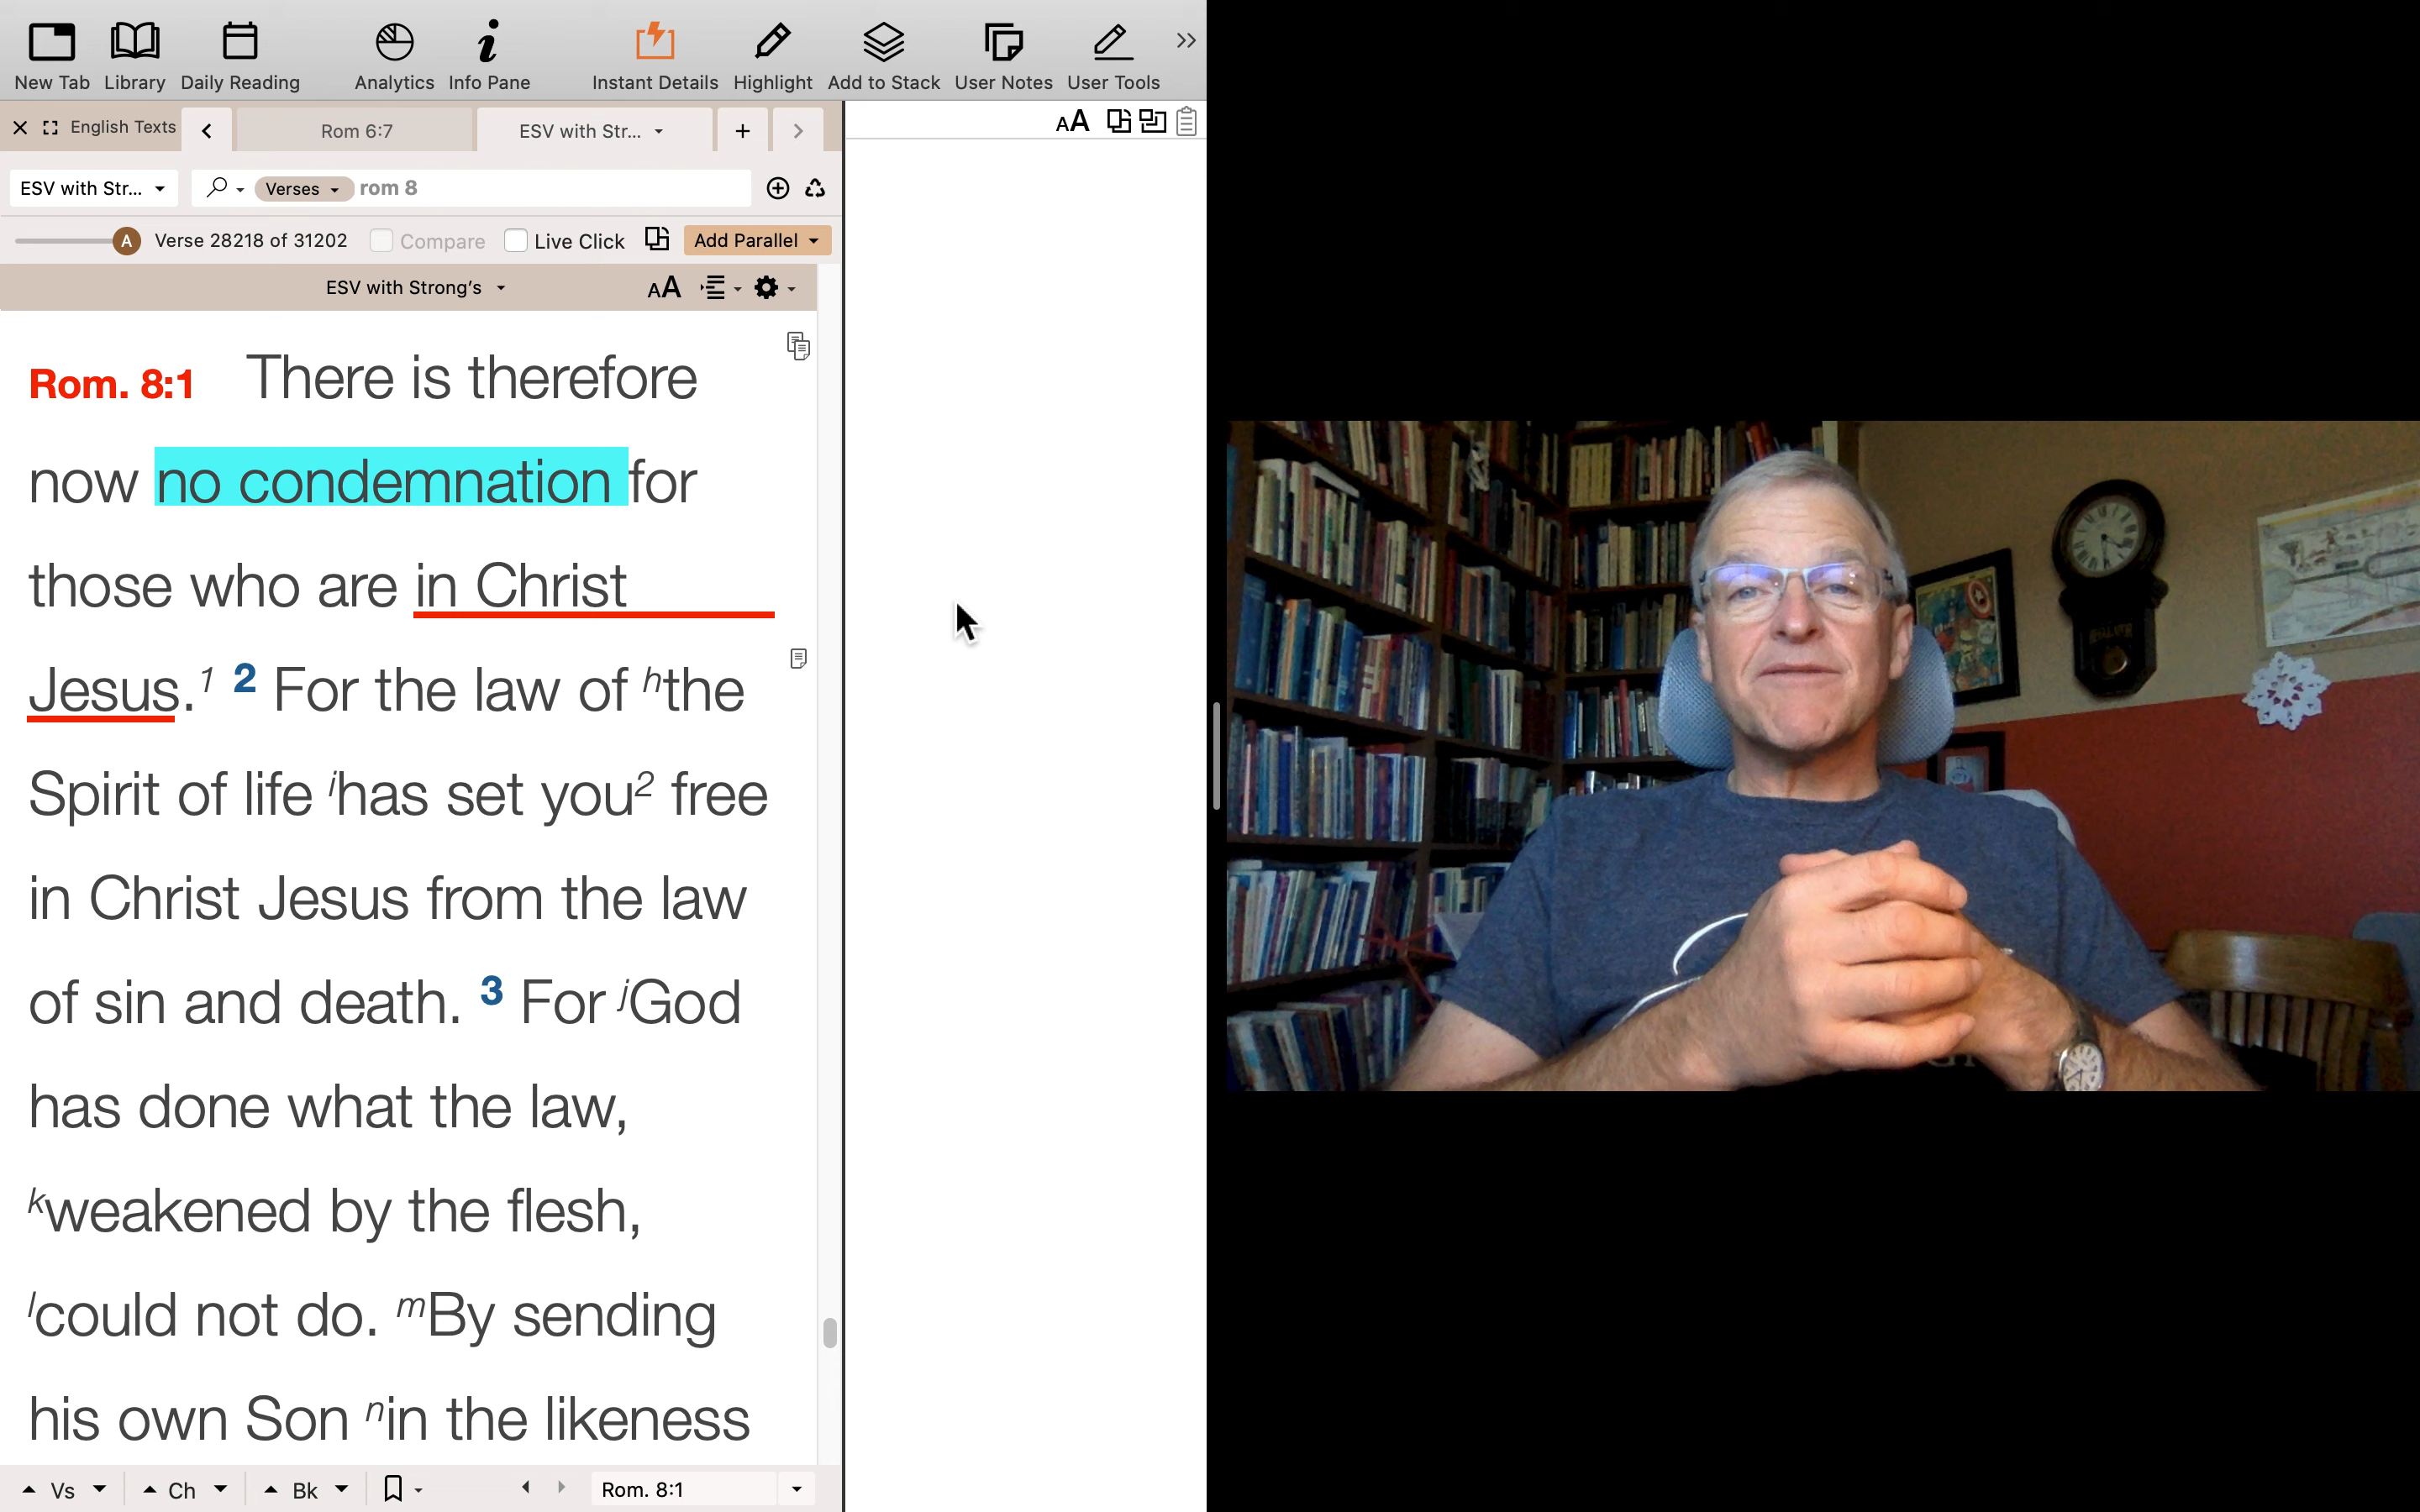 New Tab Library Daily Reading Analytics Info Pane Instant Details Highlight Add to Stack User Notes User Tools
English Texts Rom 6:7 ESV with Str...
ESV with Str... Verses rom 8
A Verse 28218 of 31202 Compare Live Click Add Parallel
ESV with Strong's AA
AA
Rom. 8:1 There is therefore
now no condemnation for
those who are in Christ
Jesus.1 2 For the law of hthe
Spirit of life ihas set you2 free
in Christ Jesus from the law
of sin and death. 3 For jGod
has done what the law,
kweakened by the flesh,
lcould not do. mBy sending
his own Son nin the likeness
Vs Ch Bk Rom. 8:1